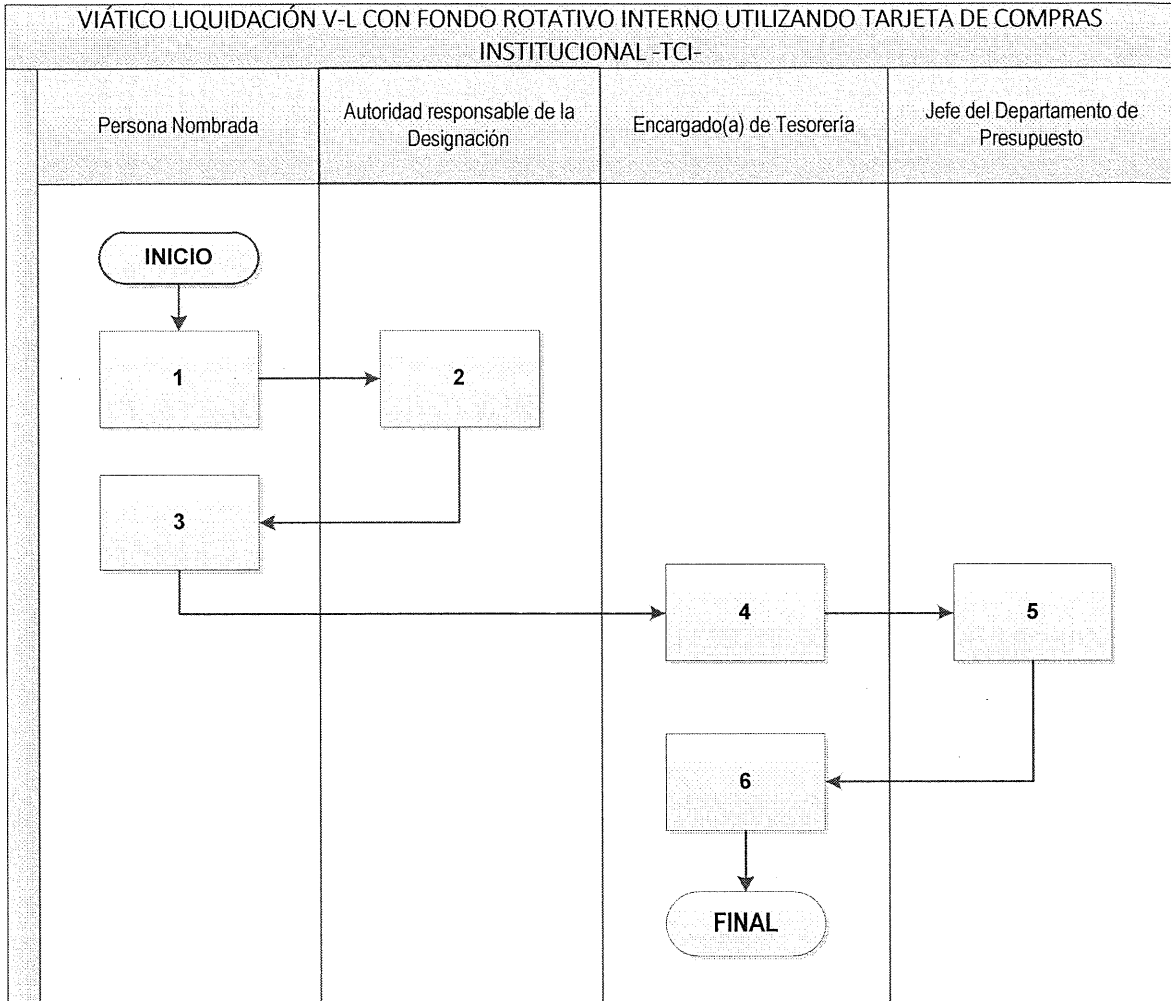 VIÁTICO LIQUIDACIÓN V-L CON FONDO ROTATIVO INTERNO UTILIZANDO TARJETA DE COMPRAS
INSTITUCIONAL -TCI-
Persona Nombrada
Autoridad responsable de la
Designación
Encargado(a) de Tesorería
Jefe del Departamento de
Presupuesto
INICIO
1
2
3
4
5
6
FINAL